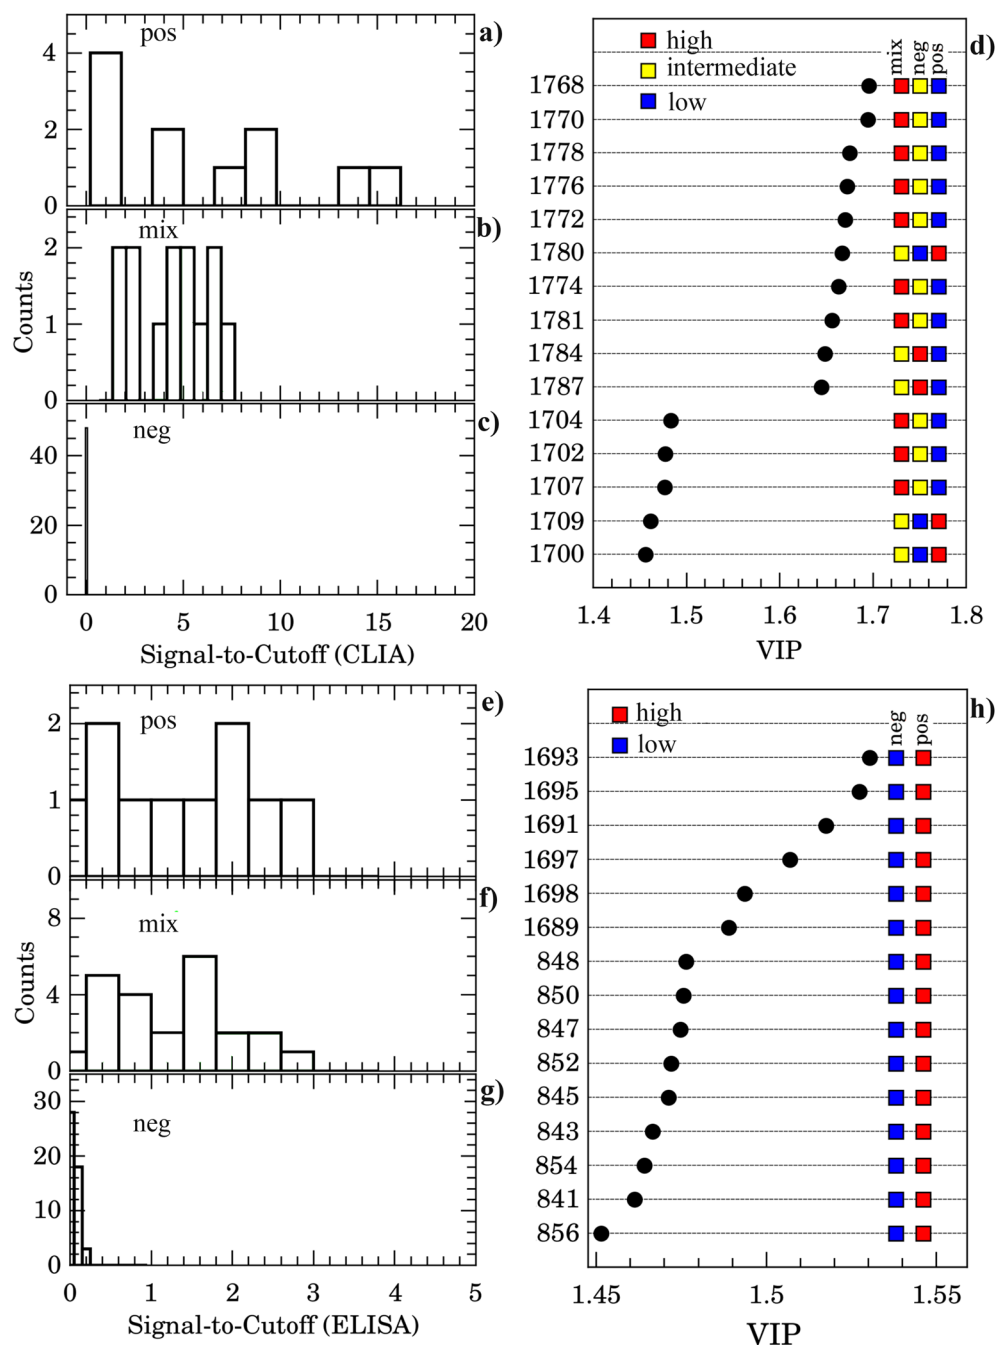 a)
pos
4
2
0
b)
mix
2
1
0
Counts
c)
neg
40
20
0
0 5 10 15 20
Signal-to-Cutoff (CLIA)
d)
high
intermediate
low
mix neg pos
1768
1770
1778
1776
1772
1780
1774
1781
1784
1787
1704
1702
1707
1709
1700
1.4 1.5 1.6 1.7 1.8
VIP
e)
pos
2
1
0
f)
mix
8
4
0
Counts
g)
neg
30
20
10
0
0 1 2 3 4 5
Signal-to-Cutoff (ELISA)
h)
high
low
neg pos
1693
1695
1691
1697
1698
1689
848
850
847
852
845
843
854
841
856
1.45 1.5 1.55
VIP